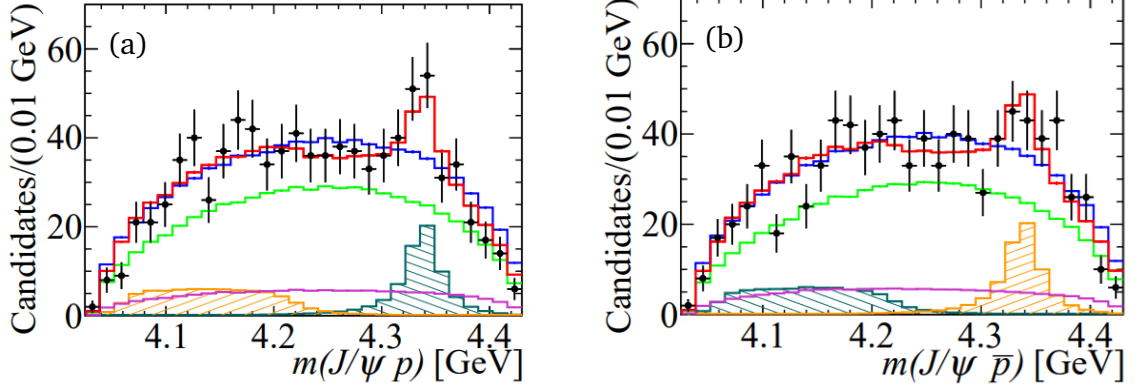 (a)
Candidates/(0.01 GeV)
60
40
20
0
4.1 4.2 4.3 4.4
m(J/ψ p) [GeV]
(b)
Candidates/(0.01 GeV)
60
40
20
0
4.1 4.2 4.3 4.4
m(J/ψ p̅) [GeV]